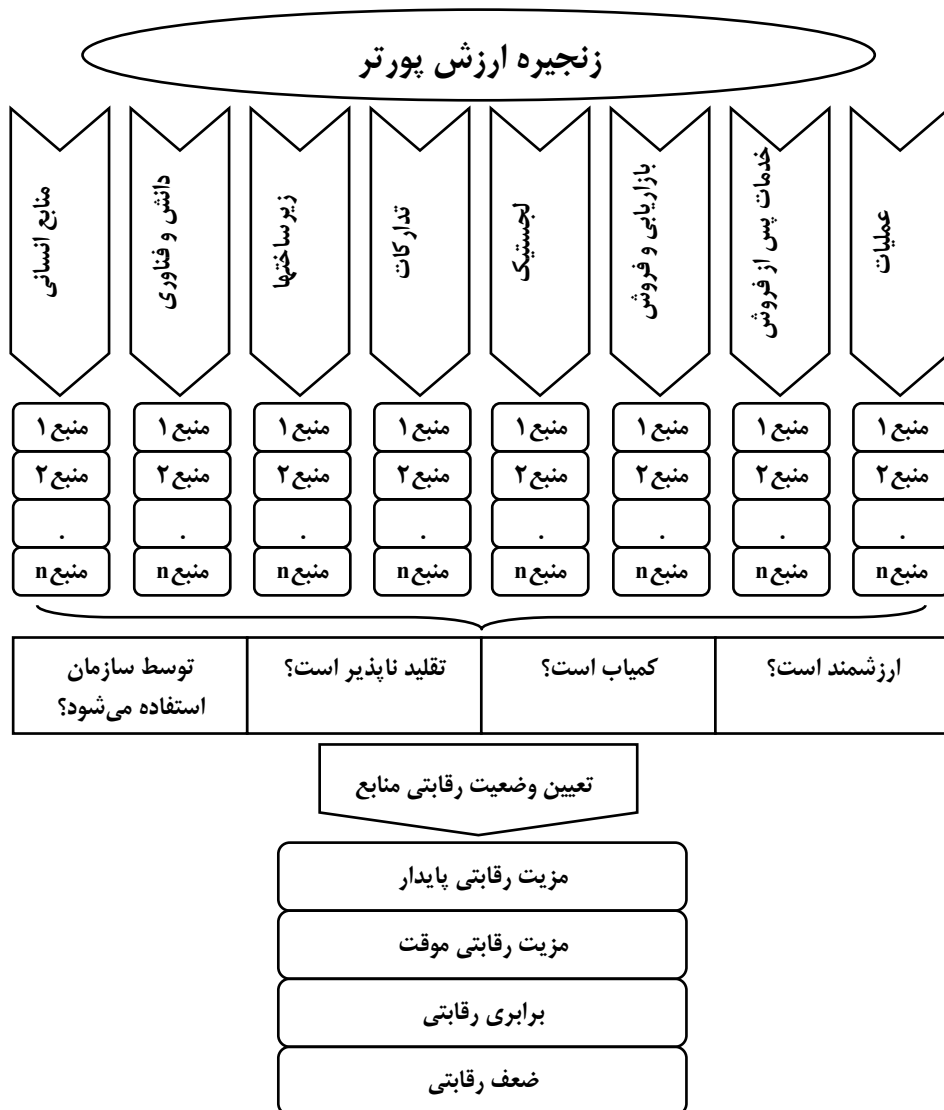 زنجیره ارزش پورتر
عملیات
خدمات پس از فروش
بازاریابی و فروش
لجستیک
تدارکات
زیرساختها
دانش و فناوری
منابع انسانی
منبع ۱ منبع ۱ منبع ۱ منبع ۱ منبع ۱ منبع ۱ منبع ۱ منبع ۱
منبع ۲ منبع ۲ منبع ۲ منبع ۲ منبع ۲ منبع ۲ منبع ۲ منبع ۲
. . . . . . . .
منبع n منبع n منبع n منبع n منبع n منبع n منبع n منبع n
ارزشمند است؟
کمیاب است؟
تقلید ناپذیر است؟
توسط سازمان
استفاده می‌شود؟
تعیین وضعیت رقابتی منابع
مزیت رقابتی پایدار
مزیت رقابتی موقت
برابری رقابتی
ضعف رقابتی